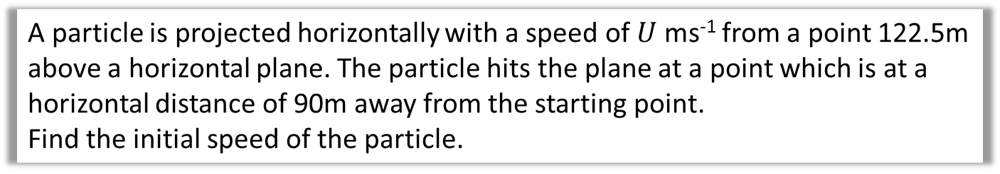 A particle is projected horizontally with a speed of U ms⁻¹ from a point 122.5m
above a horizontal plane. The particle hits the plane at a point which is at a
horizontal distance of 90m away from the starting point.
Find the initial speed of the particle.